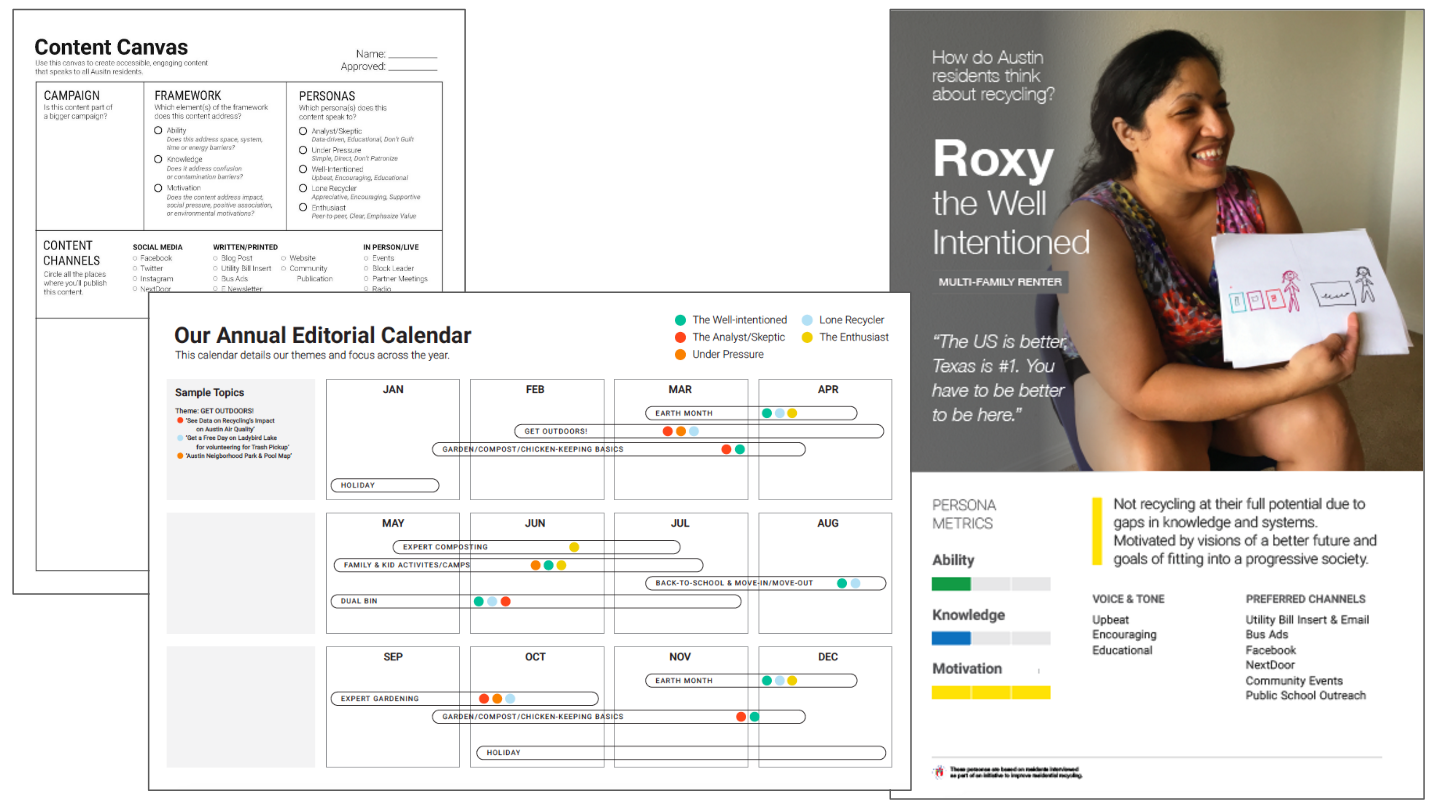 Content Canvas
Use this canvas to create accessible, engaging content
that speaks to all Ausitn residents.
Name: ________
Approved: ________
CAMPAIGN
Is this content part of
a bigger campaign?
FRAMEWORK
Which element(s) of the framework
does this content address?
Ability
Does this address space, system,
time or energy barriers?
Knowledge
Does it address confusion
or contamination barriers?
Motivation
Does the content address impact,
social pressure, positive association,
or environmental motivations?
PERSONAS
Which persona(s) does this
content speak to?
Analyst/Skeptic
Data-driven, Educational, Don't Guilt
Under Pressure
Simple, Direct, Don't Patronize
Well-Intentioned
Upbeat, Encouraging, Educational
Lone Recycler
Appreciative, Encouraging, Supportive
Enthusiast
Peer-to-peer, Clear, Emphasize Value
CONTENT
CHANNELS
Circle all the places
where you'll publish
this content.
SOCIAL MEDIA
Facebook
Twitter
Instagram
NextDoor
WRITTEN/PRINTED
Blog Post
Utility Bill Insert
Bus Ads
E Newsletter
Website
Community
Publication
IN PERSON/LIVE
Events
Block Leader
Partner Meetings
Radio
Our Annual Editorial Calendar
This calendar details our themes and focus across the year.
The Well-intentioned
Lone Recycler
The Analyst/Skeptic
The Enthusiast
Under Pressure
Sample Topics
Theme: GET OUTDOORS!
'See Data on Recycling's Impact
on Austin Air Quality'
'Get a Free Day on Ladybird Lake
for volunteering for Trash Pickup'
'Austin Neigborhood Park & Pool Map'
JAN
FEB
MAR
APR
EARTH MONTH
GET OUTDOORS!
GARDEN/COMPOST/CHICKEN-KEEPING BASICS
HOLIDAY
MAY
JUN
JUL
AUG
EXPERT COMPOSTING
FAMILY & KID ACTIVITES/CAMPS
BACK-TO-SCHOOL & MOVE-IN/MOVE-OUT
DUAL BIN
SEP
OCT
NOV
DEC
EARTH MONTH
EXPERT GARDENING
GARDEN/COMPOST/CHICKEN-KEEPING BASICS
HOLIDAY
How do Austin
residents think
about recycling?
Roxy
the Well
Intentioned
MULTI-FAMILY RENTER
"The US is better,
Texas is #1. You
have to be better
to be here."
PERSONA
METRICS
Ability
Knowledge
Motivation
Not recycling at their full potential due to
gaps in knowledge and systems.
Motivated by visions of a better future and
goals of fitting into a progressive society.
VOICE & TONE
Upbeat
Encouraging
Educational
PREFERRED CHANNELS
Utility Bill Insert & Email
Bus Ads
Facebook
NextDoor
Community Events
Public School Outreach
These personas are based on residents interviewed
as part of an initiative to improve residential recycling.